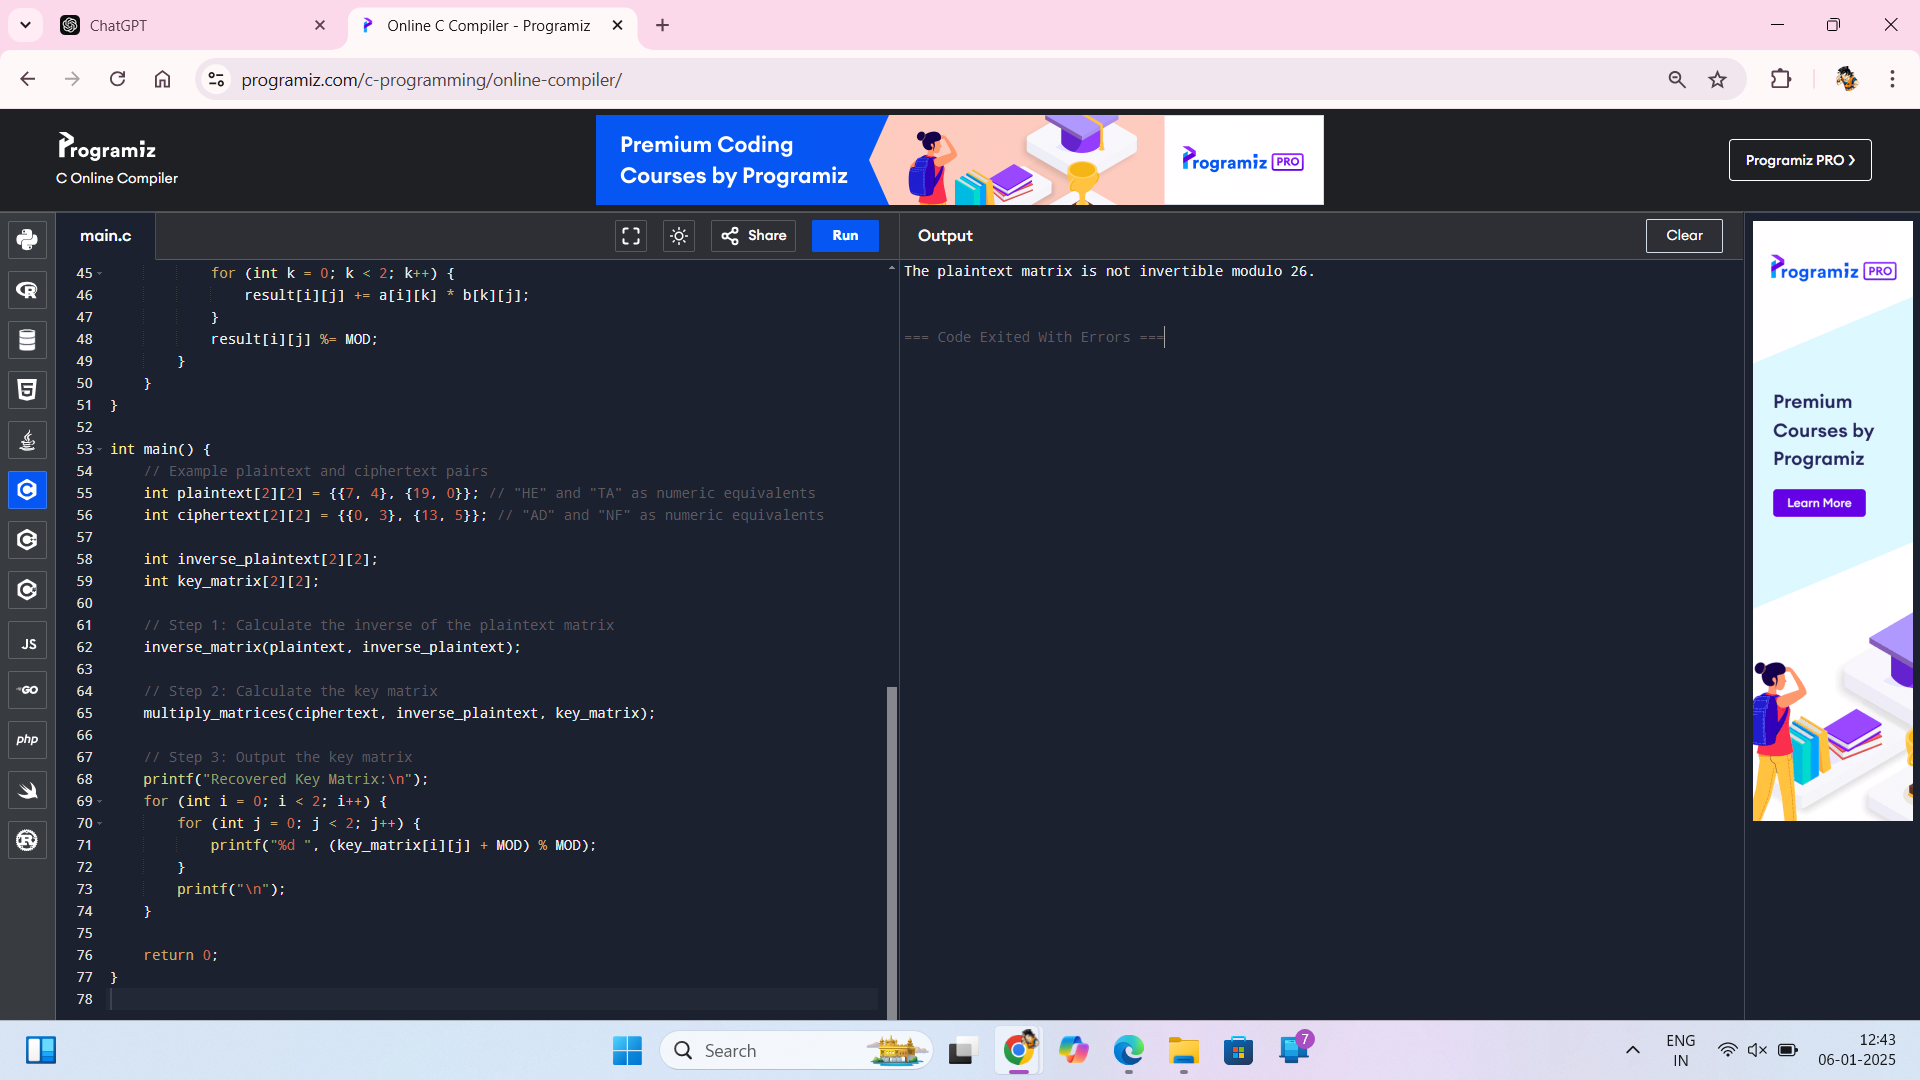 ChatGPT
Online C Compiler - Programiz
programiz.com/c-programming/online-compiler/
Programiz
C Online Compiler
Premium Coding
Courses by Programiz
Programiz PRO
Programiz PRO ❯
main.c
Share
Run
Output
Clear
45 for (int k = 0; k < 2; k++) {
46 result[i][j] += a[i][k] * b[k][j];
47 }
48 result[i][j] %= MOD;
49 }
50 }
51 }
52
53 int main() {
54 // Example plaintext and ciphertext pairs
55 int plaintext[2][2] = {{7, 4}, {19, 0}}; // "HE" and "TA" as numeric equivalents
56 int ciphertext[2][2] = {{0, 3}, {13, 5}}; // "AD" and "NF" as numeric equivalents
57
58 int inverse_plaintext[2][2];
59 int key_matrix[2][2];
60
61 // Step 1: Calculate the inverse of the plaintext matrix
62 inverse_matrix(plaintext, inverse_plaintext);
63
64 // Step 2: Calculate the key matrix
65 multiply_matrices(ciphertext, inverse_plaintext, key_matrix);
66
67 // Step 3: Output the key matrix
68 printf("Recovered Key Matrix:\n");
69 for (int i = 0; i < 2; i++) {
70 for (int j = 0; j < 2; j++) {
71 printf("%d ", (key_matrix[i][j] + MOD) % MOD);
72 }
73 printf("\n");
74 }
75
76 return 0;
77 }
78
The plaintext matrix is not invertible modulo 26.
=== Code Exited With Errors ===
JS
GO
php
Programiz PRO
Premium
Courses by
Programiz
Learn More
Search
7
ENG
IN
12:43
06-01-2025